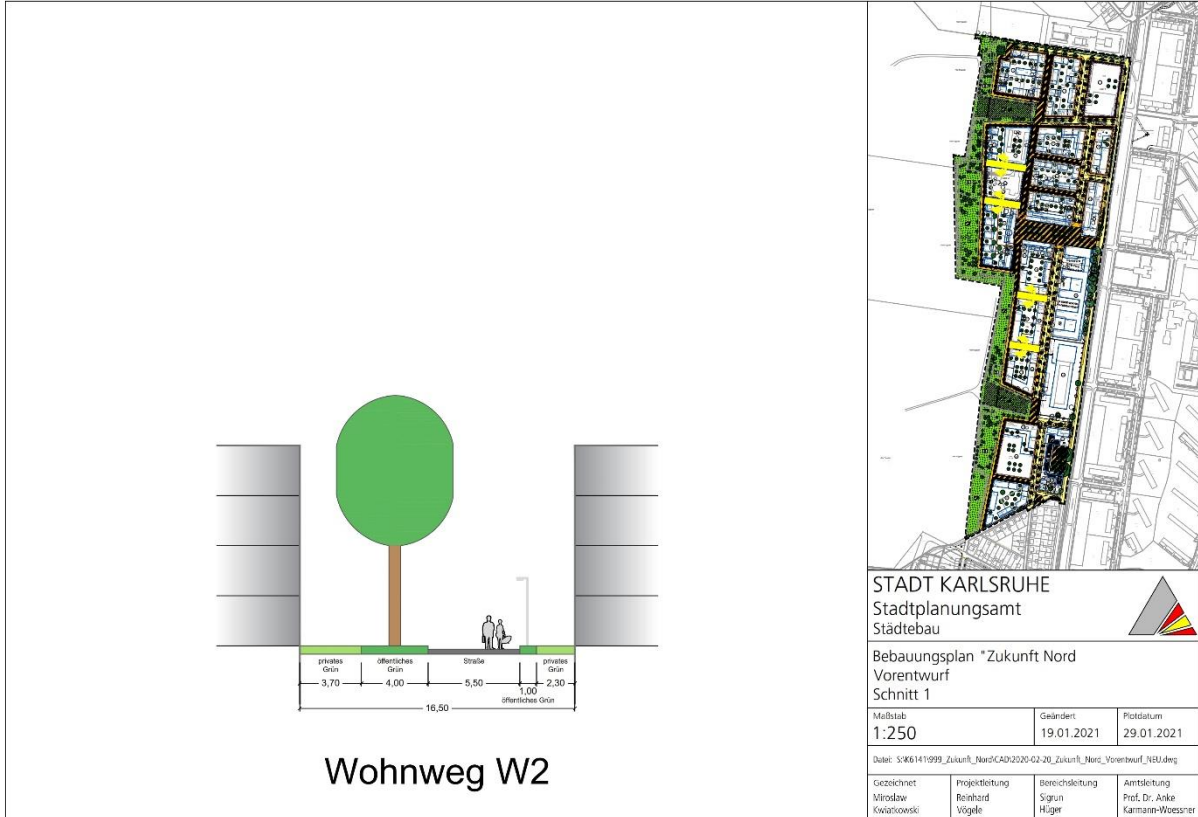 privates
Grün
öffentliches
Grün
Straße
privates
Grün
3,70
4,00
5,50
1,00
2,30
öffentliches Grün
16,50
Wohnweg W2
STADT KARLSRUHE
Stadtplanungsamt
Städtebau
Bebauungsplan "Zukunft Nord
Vorentwurf
Schnitt 1
Maßstab
1:250
Geändert
19.01.2021
Plotdatum
29.01.2021
Datei: S:\K6141\999_Zukunft_Nord\CAD\2020-02-20_Zukunft_Nord_Vorentwurf_NEU.dwg
Gezeichnet
Miroslaw
Kwiatkowski
Projektleitung
Reinhard
Vögele
Bereichsleitung
Sigrun
Hüger
Amtsleitung
Prof. Dr. Anke
Karmann-Woessner